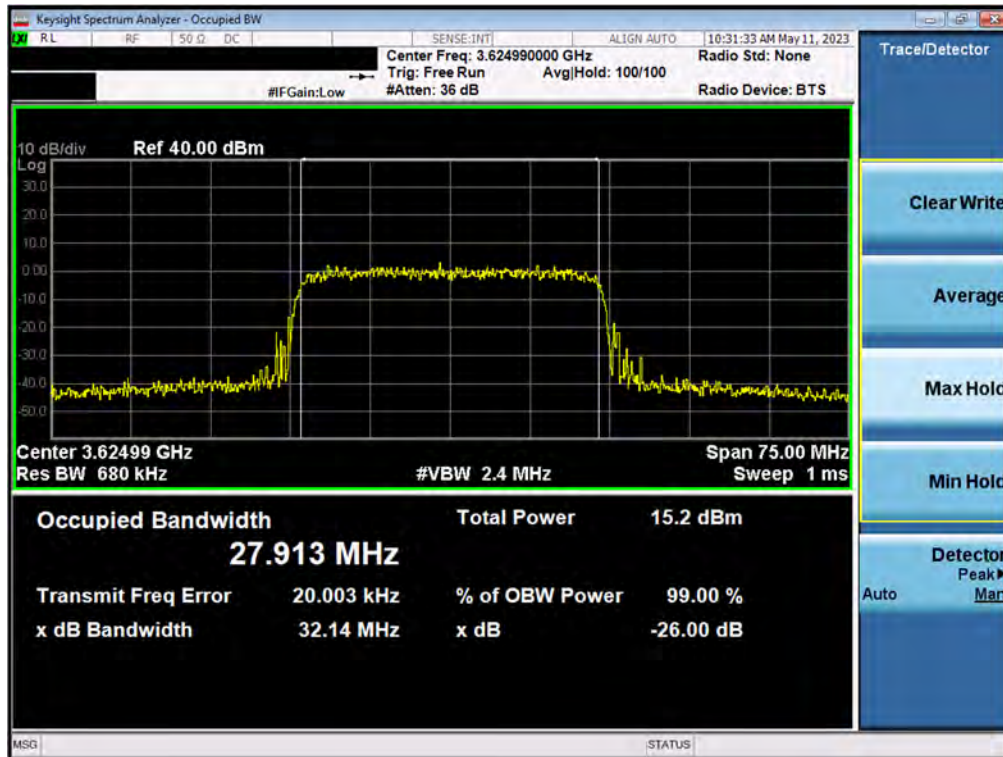 Keysight Spectrum Analyzer - Occupied BW
LXI RL RF 50 Ω DC SENSE:INT ALIGN AUTO 10:31:33 AM May 11, 2023
Center Freq: 3.624990000 GHz Radio Std: None
Trig: Free Run Avg|Hold: 100/100
#IFGain:Low #Atten: 36 dB Radio Device: BTS
Trace/Detector
10 dB/div Ref 40.00 dBm
Log
30.0
20.0
10.0
0.00
-10.0
-20.0
-30.0
-40.0
-50.0
Center 3.62499 GHz Span 75.00 MHz
Res BW 680 kHz #VBW 2.4 MHz Sweep 1 ms
Occupied Bandwidth Total Power 15.2 dBm
27.913 MHz
Transmit Freq Error 20.003 kHz % of OBW Power 99.00 %
x dB Bandwidth 32.14 MHz x dB -26.00 dB
Clear Write
Average
Max Hold
Min Hold
Detector
Peak
Auto Man
MSG STATUS